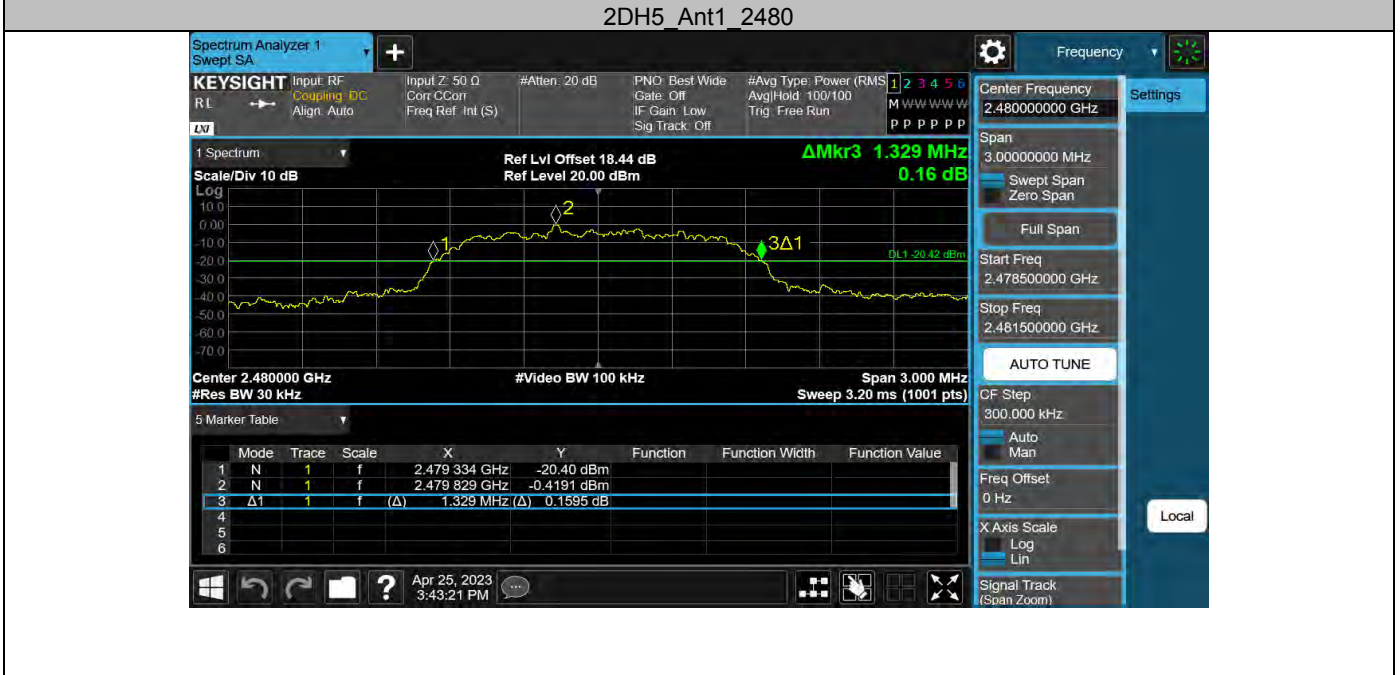 2DH5_Ant1_2480
Spectrum Analyzer 1
Swept SA
+
Frequency
KEYSIGHT
RL
LXI
Input: RF
Coupling: DC
Align: Auto
Input Z: 50 Ω
Corr CCorr
Freq Ref: Int (S)
#Atten: 20 dB
PNO: Best Wide
Gate: Off
IF Gain: Low
Sig Track: Off
#Avg Type: Power (RMS
Avg|Hold: 100/100
Trig: Free Run
1 2 3 4 5 6
M W W W W W
P P P P P P
1 Spectrum
Scale/Div 10 dB
Ref Lvl Offset 18.44 dB
Ref Level 20.00 dBm
ΔMkr3 1.329 MHz
0.16 dB
Log
10.0
0.00
-10.0
-20.0
-30.0
-40.0
-50.0
-60.0
-70.0
1
2
3Δ1
DL1 -20.42 dBm
Center 2.480000 GHz
#Video BW 100 kHz
Span 3.000 MHz
#Res BW 30 kHz
Sweep 3.20 ms (1001 pts)
5 Marker Table
Mode Trace Scale X Y Function Function Width Function Value
1 N 1 f 2.479 334 GHz -20.40 dBm
2 N 1 f 2.479 829 GHz -0.4191 dBm
3 Δ1 1 f (Δ) 1.329 MHz (Δ) 0.1595 dB
4
5
6
?
Apr 25, 2023
3:43:21 PM
Center Frequency
2.480000000 GHz
Settings
Span
3.00000000 MHz
Swept Span
Zero Span
Full Span
Start Freq
2.478500000 GHz
Stop Freq
2.481500000 GHz
AUTO TUNE
CF Step
300.000 kHz
Auto
Man
Freq Offset
0 Hz
X Axis Scale
Log
Lin
Signal Track
(Span Zoom)
Local